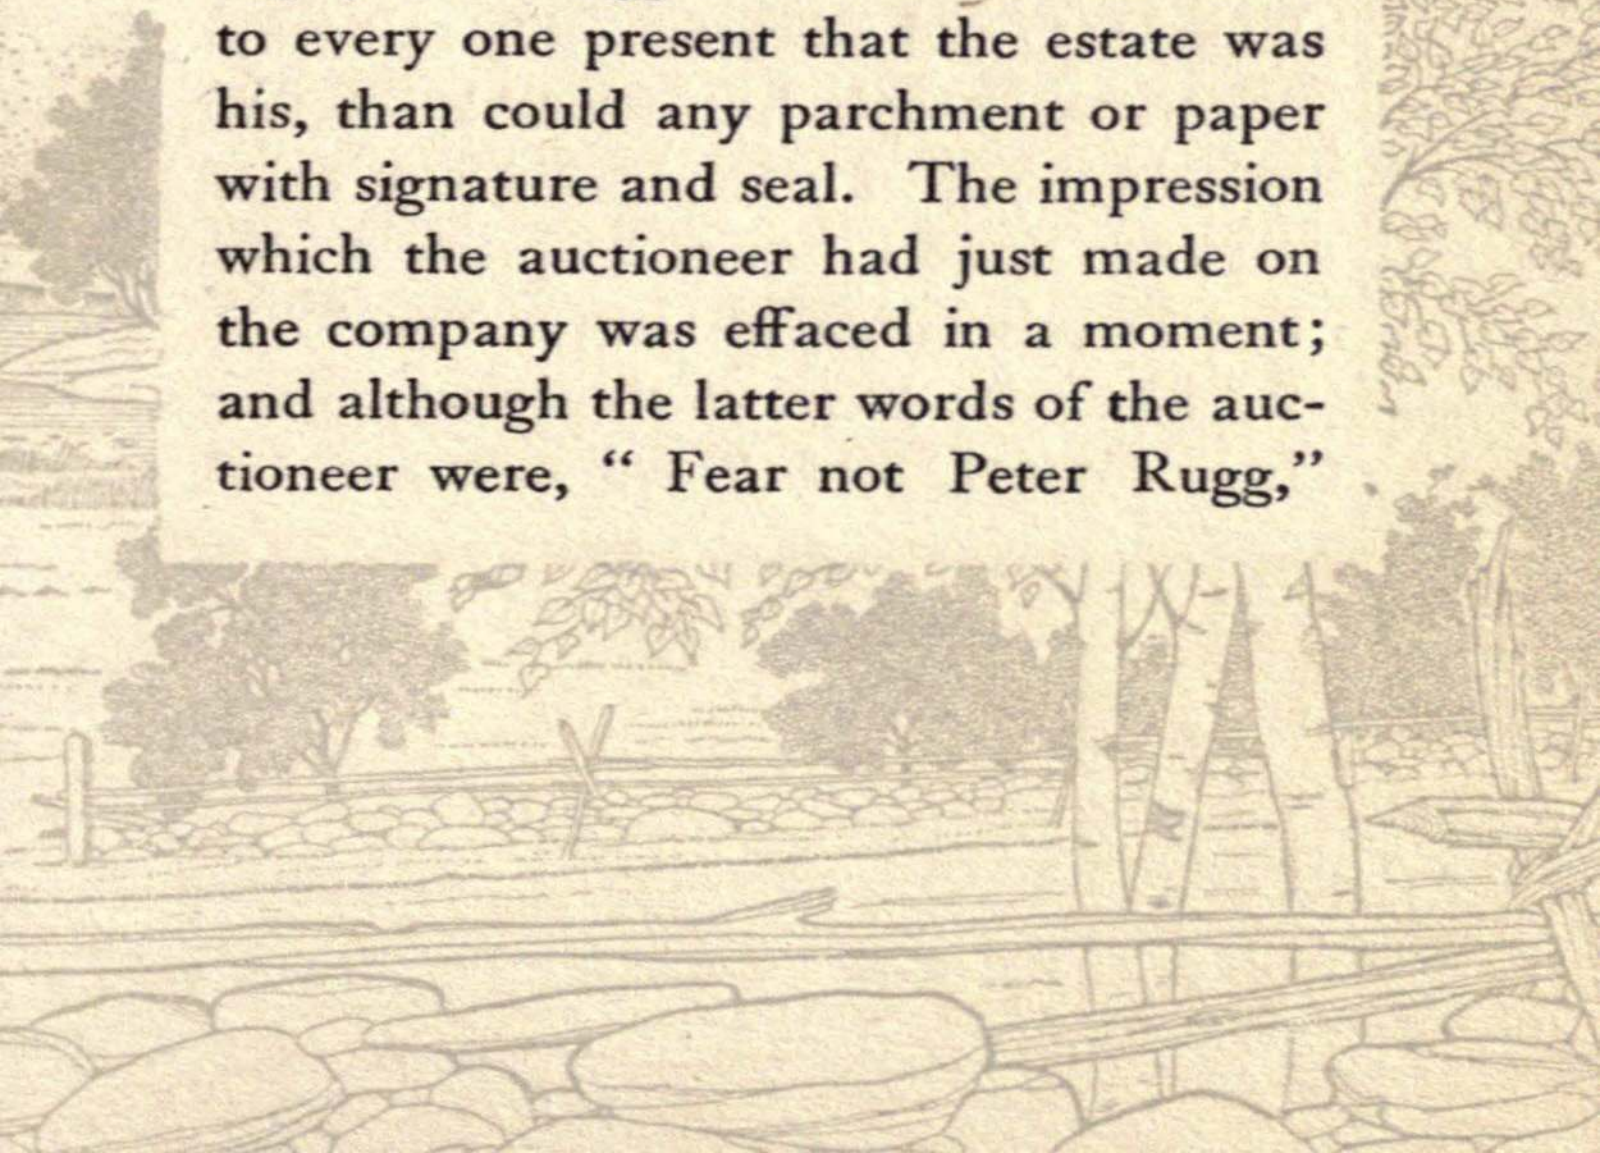 to every one present that the estate was
his, than could any parchment or paper
with signature and seal. The impression
which the auctioneer had just made on
the company was effaced in a moment;
and although the latter words of the auc-
tioneer were, “ Fear not Peter Rugg,”